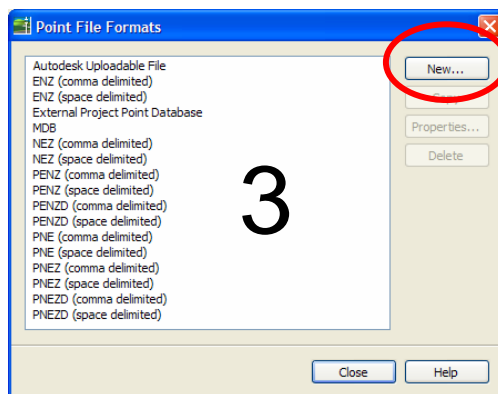 Point File Formats
Autodesk Uploadable File
ENZ (comma delimited)
ENZ (space delimited)
External Project Point Database
MDB
NEZ (comma delimited)
NEZ (space delimited)
PENZ (comma delimited)
PENZ (space delimited)
PENZD (comma delimited)
PENZD (space delimited)
PNE (comma delimited)
PNE (space delimited)
PNEZ (comma delimited)
PNEZ (space delimited)
PNEZD (comma delimited)
PNEZD (space delimited)
3
New...
Copy...
Properties...
Delete
Close
Help